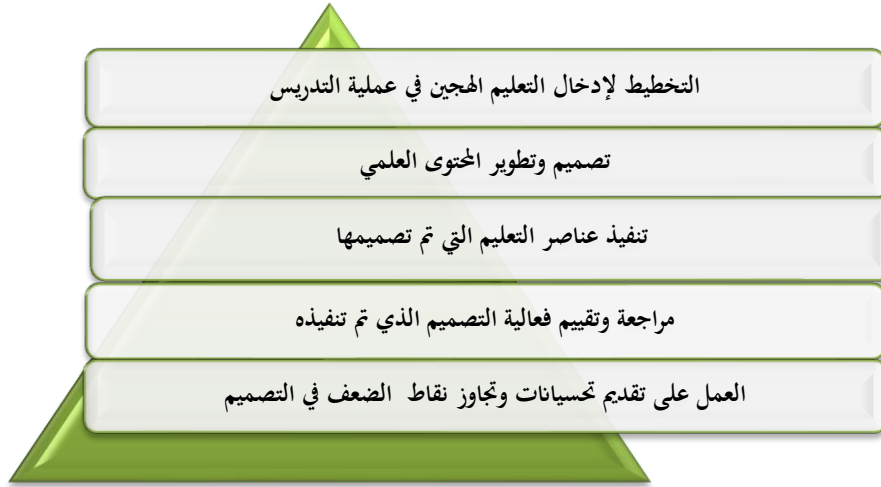 التخطيط لإدخال التعليم الهجين في عملية التدريس
تصميم وتطوير المحتوى العلمي
تنفيذ عناصر التعليم التي تم تصميمها
مراجعة وتقييم فعالية التصميم الذي تم تنفيذه
العمل على تقديم تحسيانات وتجاوز نقاط الضعف في التصميم